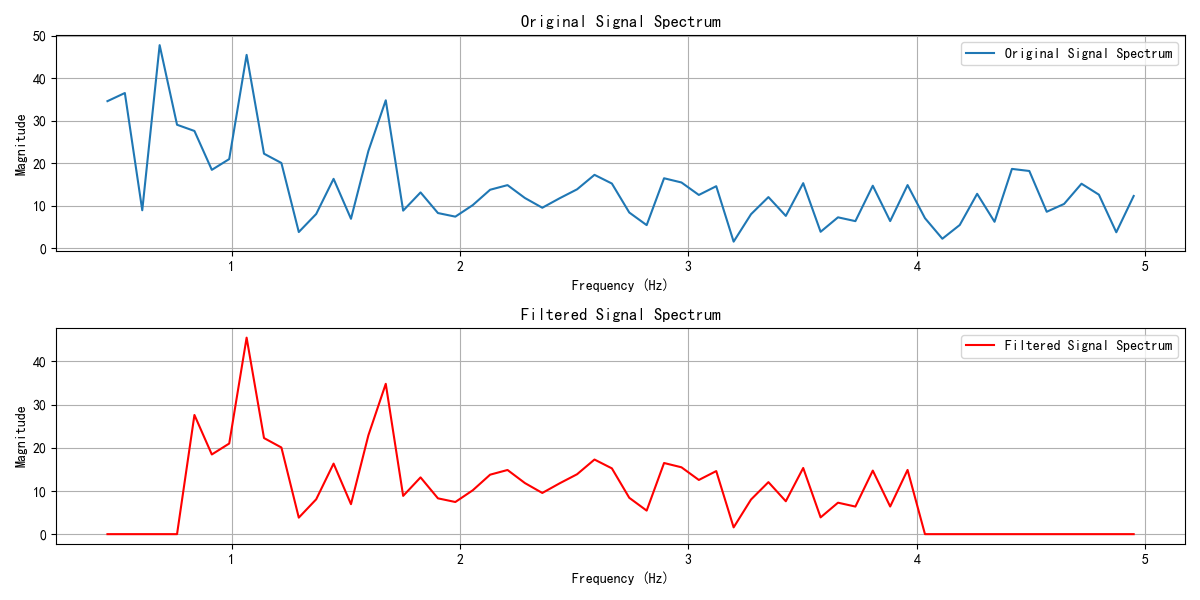 Original Signal Spectrum
50
40
30
20
10
0
Magnitude
Original Signal Spectrum
1
2
3
4
5
Frequency (Hz)
Filtered Signal Spectrum
40
30
20
10
0
Magnitude
Filtered Signal Spectrum
1
2
3
4
5
Frequency (Hz)